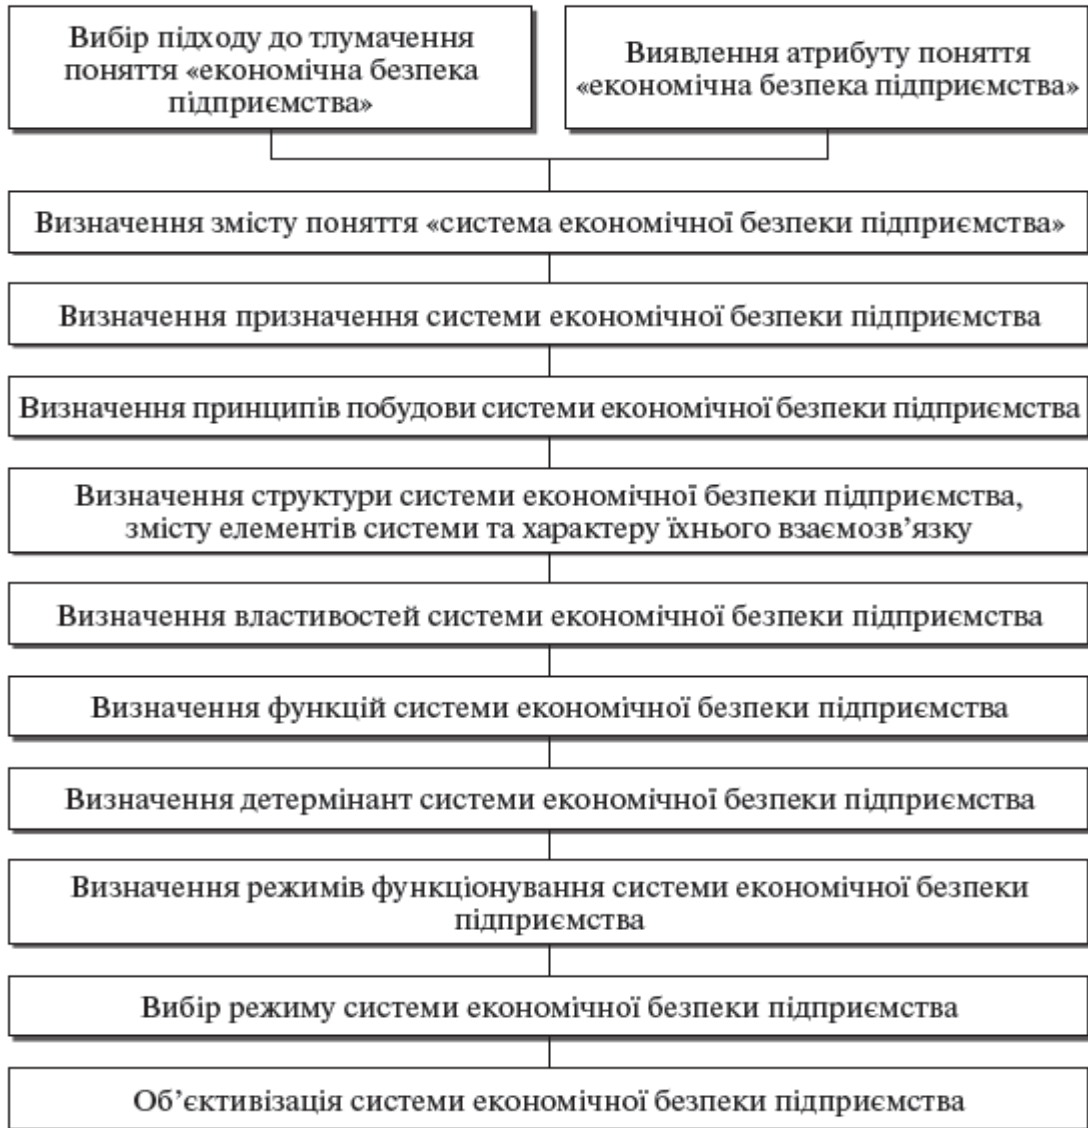 Вибір підходу до тлумачення
поняття «економічна безпека
підприємства»
Виявлення атрибуту поняття
«економічна безпека підприємства»
Визначення змісту поняття «система економічної безпеки підприємства»
Визначення призначення системи економічної безпеки підприємства
Визначення принципів побудови системи економічної безпеки підприємства
Визначення структури системи економічної безпеки підприємства,
змісту елементів системи та характеру їхнього взаємозв’язку
Визначення властивостей системи економічної безпеки підприємства
Визначення функцій системи економічної безпеки підприємства
Визначення детермінант системи економічної безпеки підприємства
Визначення режимів функціонування системи економічної безпеки
підприємства
Вибір режиму системи економічної безпеки підприємства
Об’єктивізація системи економічної безпеки підприємства